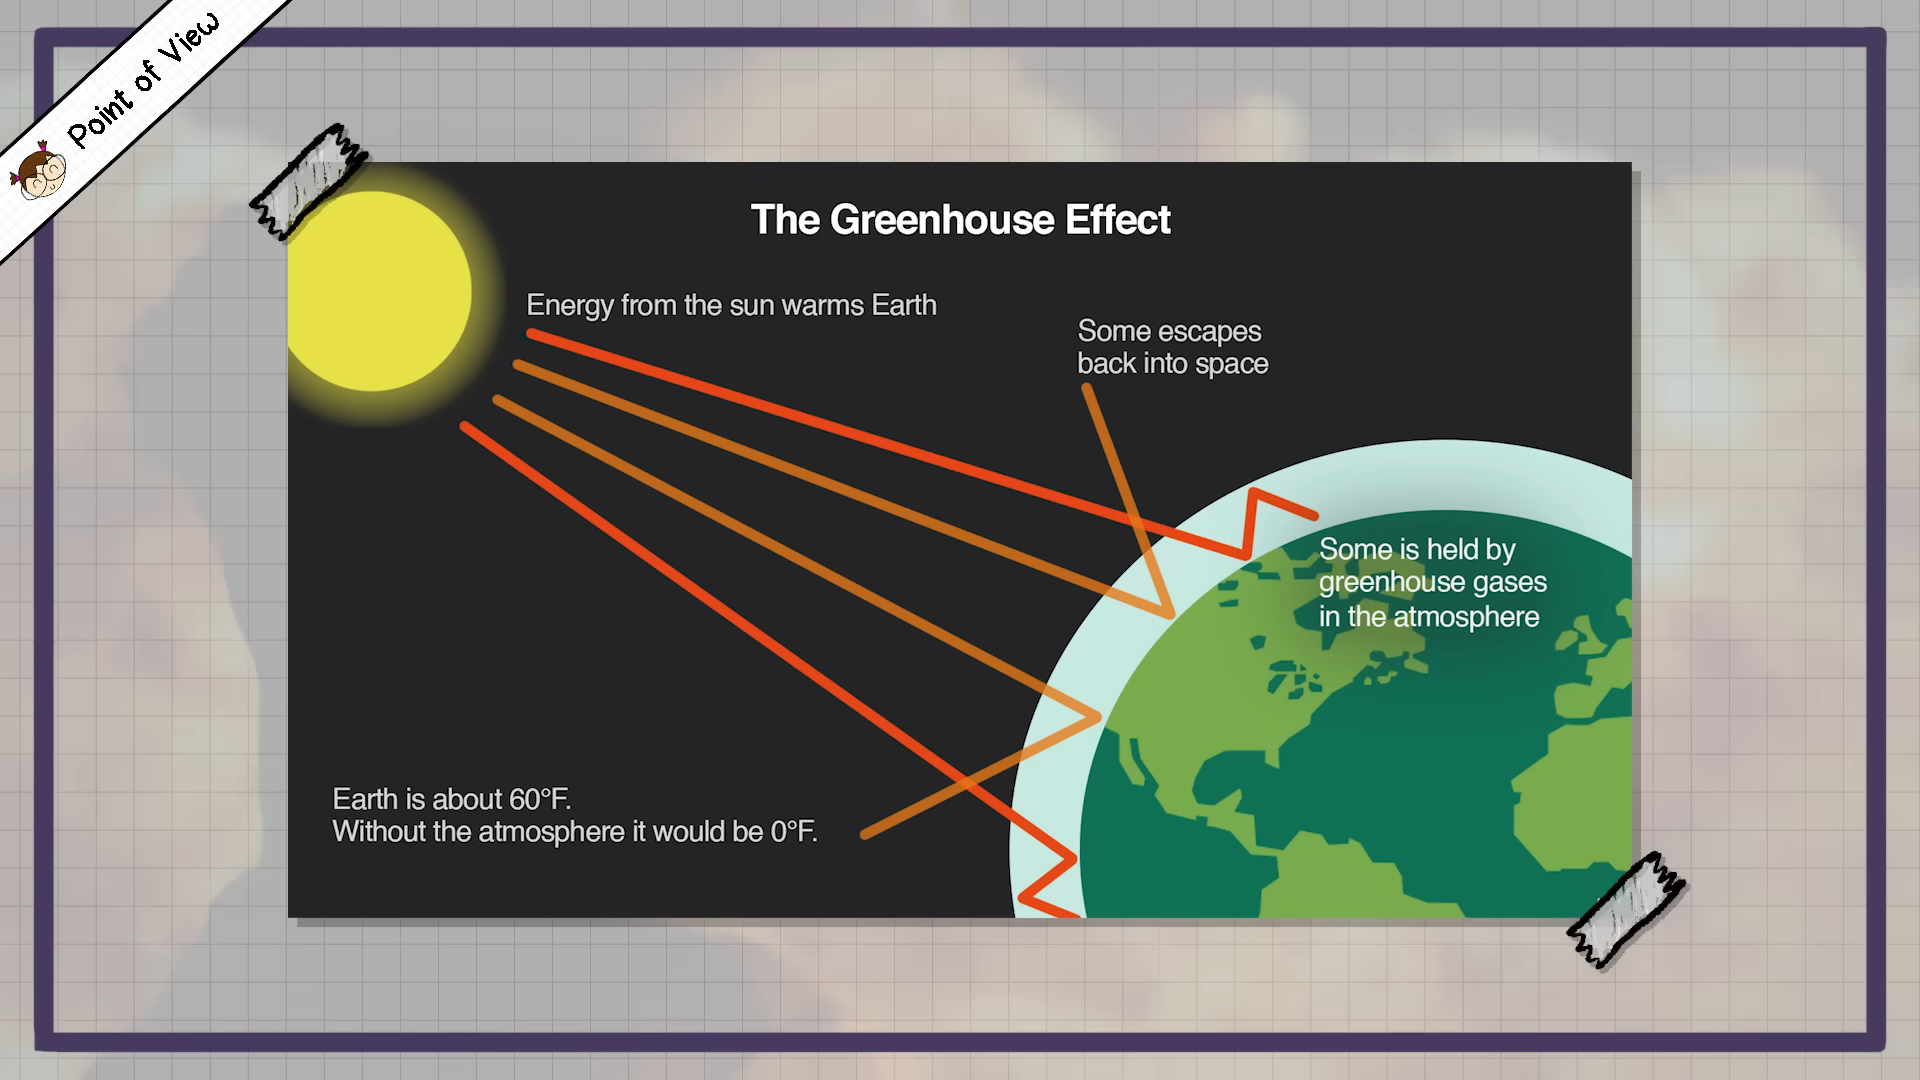 Point of View
The Greenhouse Effect
Energy from the sun warms Earth
Some escapes
back into space
Some is held by
greenhouse gases
in the atmosphere
Earth is about 60°F.
Without the atmosphere it would be 0°F.